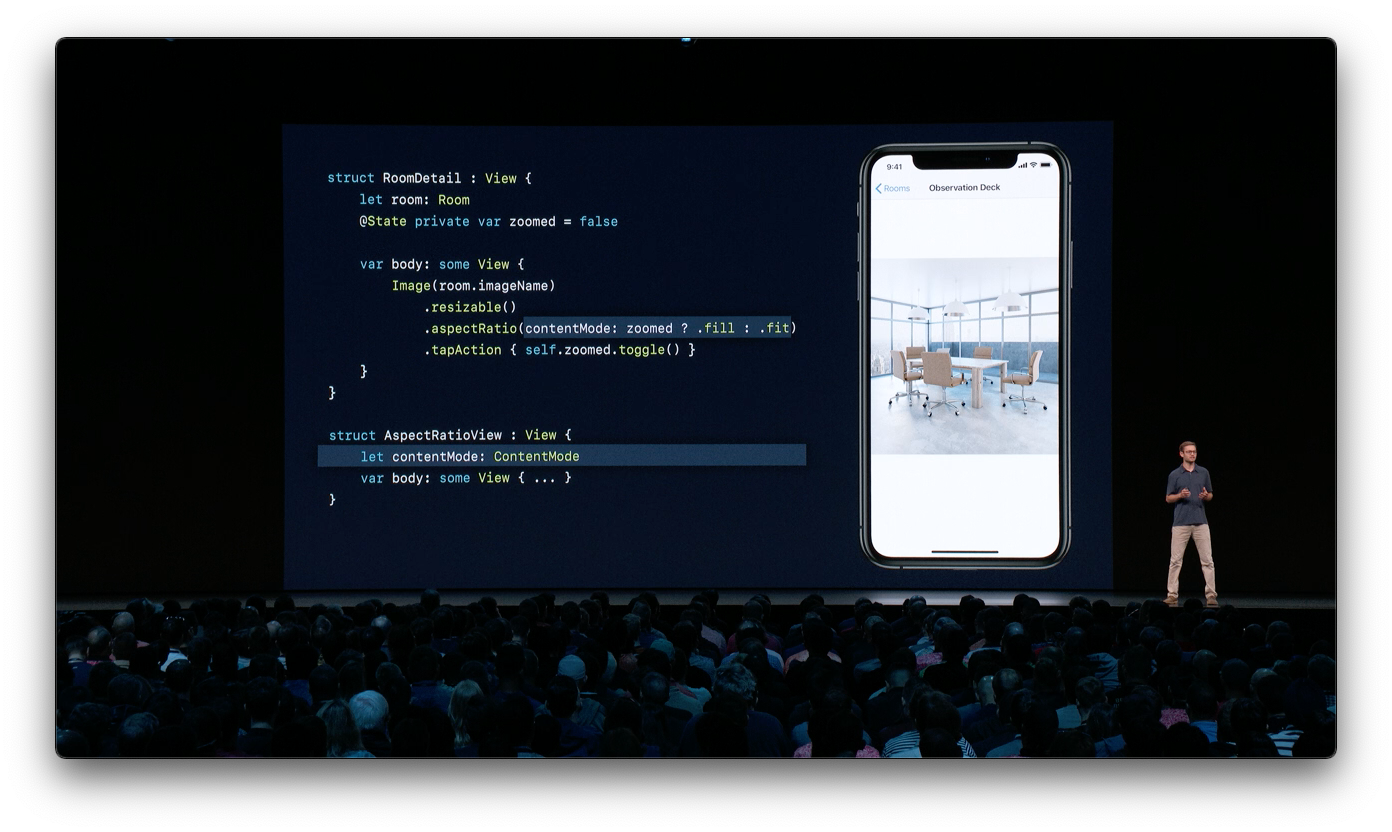 struct RoomDetail : View {
let room: Room
@State private var zoomed = false
var body: some View {
Image(room.imageName)
.resizable()
.aspectRatio(contentMode: zoomed ? .fill : .fit)
.tapAction { self.zoomed.toggle() }
}
}
struct AspectRatioView : View {
let contentMode: ContentMode
var body: some View { ... }
}
9:41
Rooms Observation Deck